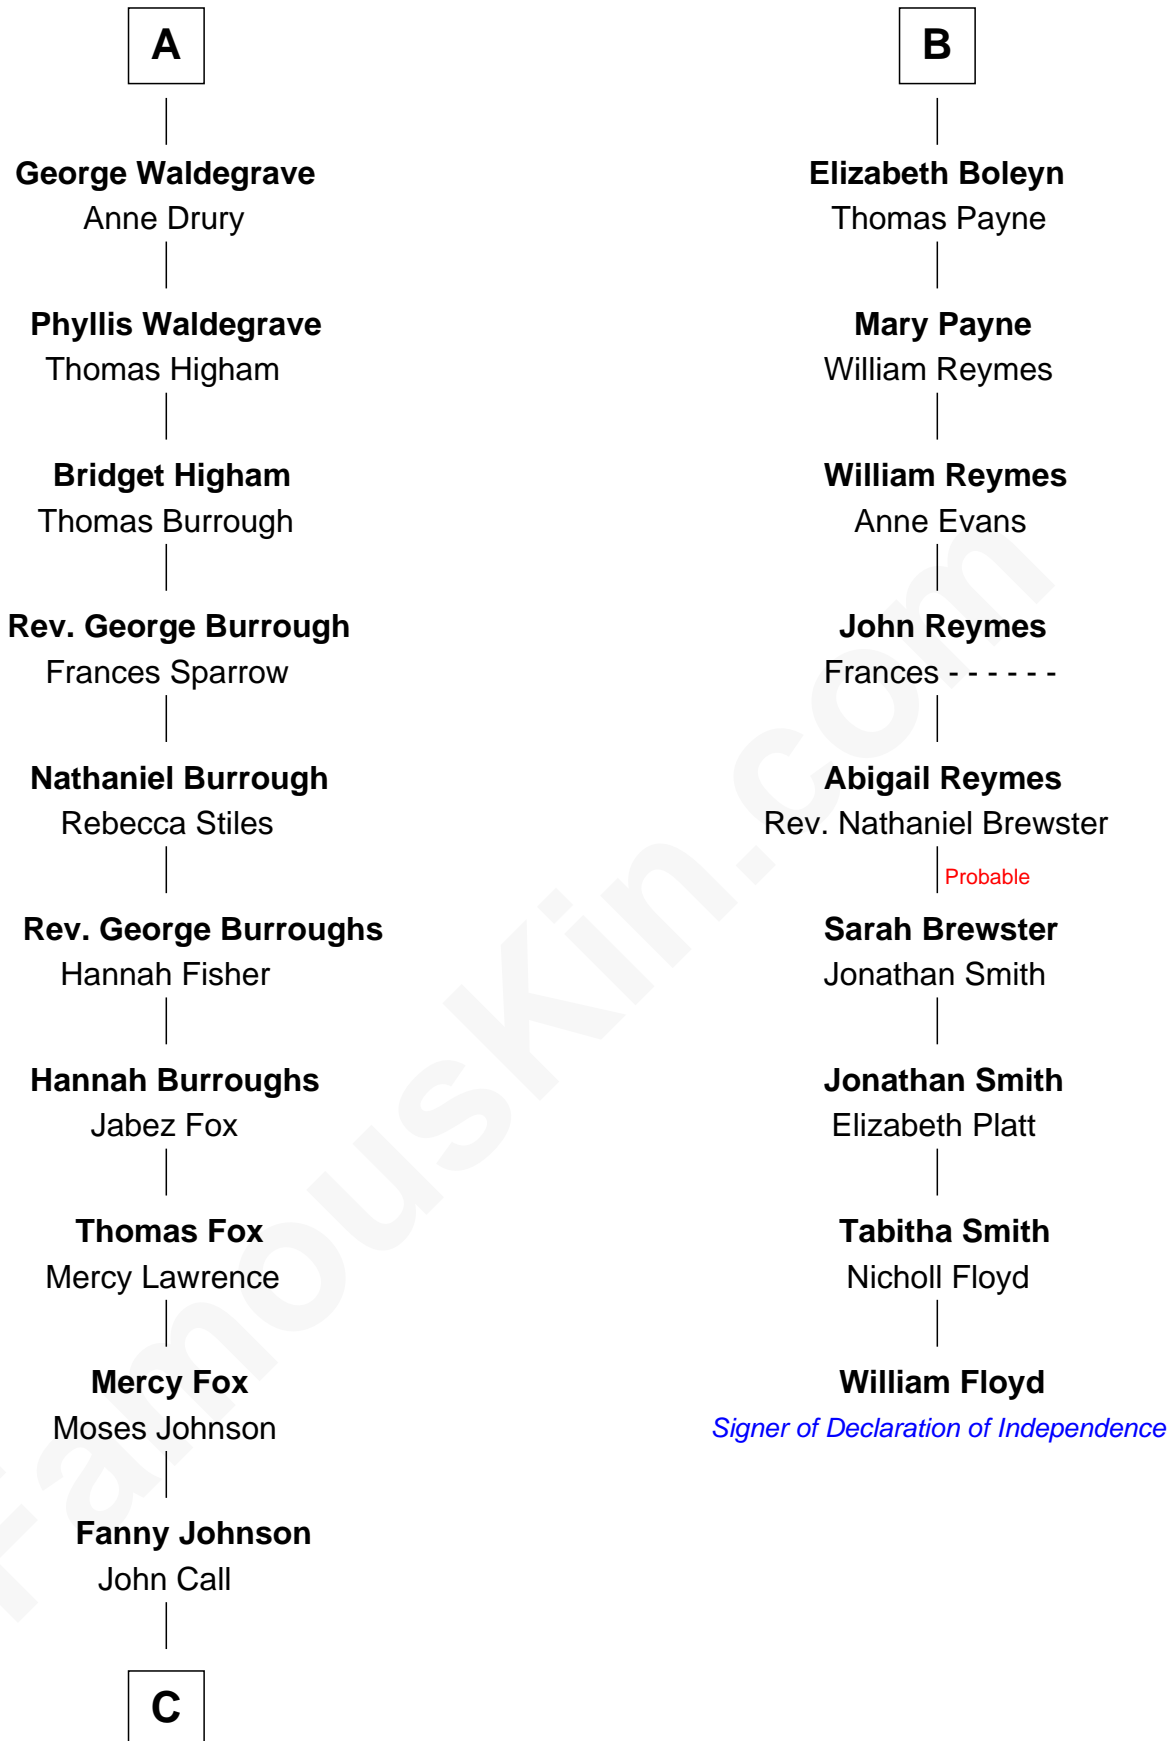 A
George Waldegrave
Anne Drury
Phyllis Waldegrave
Thomas Higham
Bridget Higham
Thomas Burrough
Rev. George Burrough
Frances Sparrow
Nathaniel Burrough
Rebecca Stiles
Rev. George Burroughs
Hannah Fisher
Hannah Burroughs
Jabez Fox
Thomas Fox
Mercy Lawrence
Mercy Fox
Moses Johnson
Fanny Johnson
John Call
C
B
Elizabeth Boleyn
Thomas Payne
Mary Payne
William Reymes
William Reymes
Anne Evans
John Reymes
Frances - - - - - -
Abigail Reymes
Rev. Nathaniel Brewster
Probable
Sarah Brewster
Jonathan Smith
Jonathan Smith
Elizabeth Platt
Tabitha Smith
Nicholl Floyd
William Floyd
Signer of Declaration of Independence
FamousKin.com